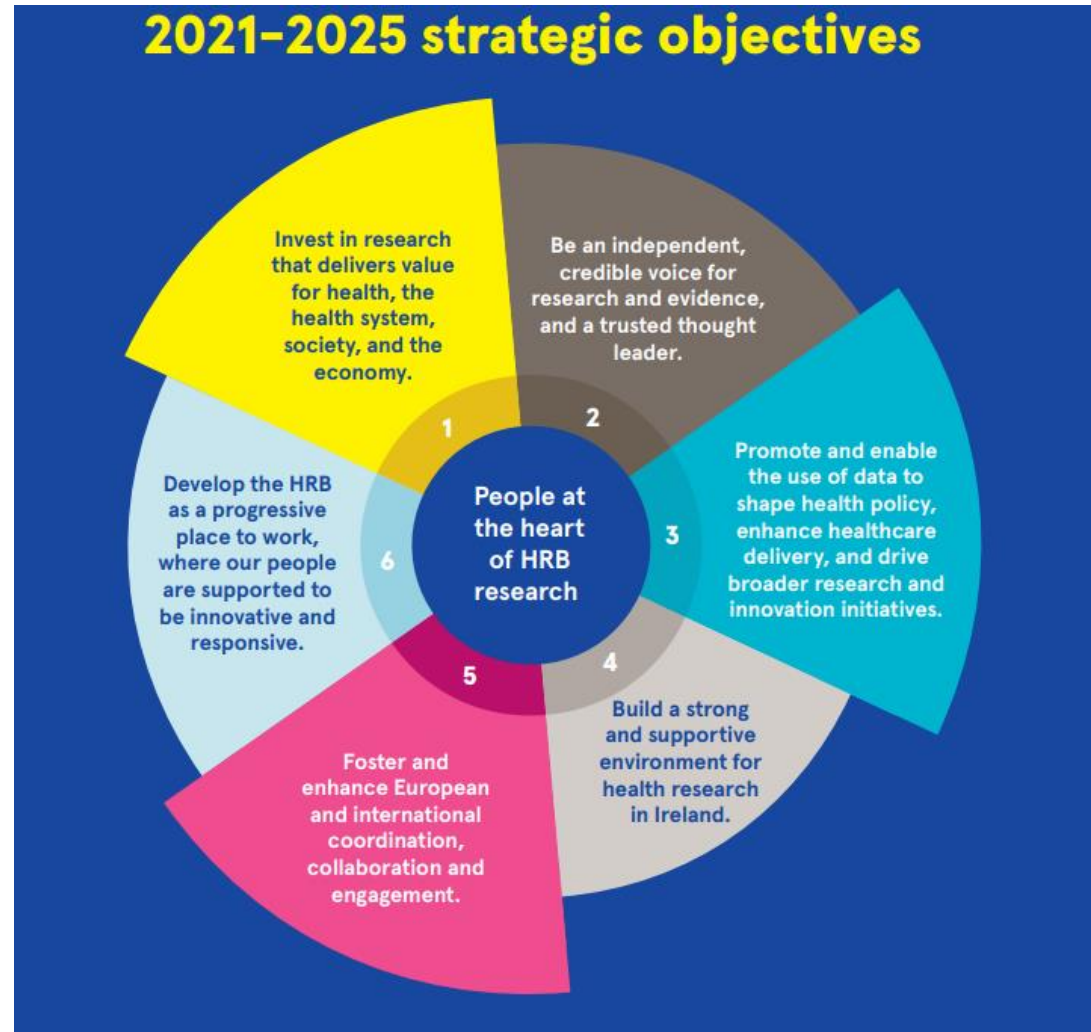 2021-2025 strategic objectives
Invest in research
that delivers value
for health, the
health system,
society, and the
economy.
1
Be an independent,
credible voice for
research and evidence,
and a trusted thought
leader.
2
Promote and enable
the use of data to
shape health policy,
enhance healthcare
delivery, and drive
broader research and
innovation initiatives.
3
Build a strong
and supportive
environment for
health research
in Ireland.
4
Foster and
enhance European
and international
coordination,
collaboration and
engagement.
5
Develop the HRB
as a progressive
place to work,
where our people
are supported to
be innovative and
responsive.
6
People at
the heart
of HRB
research